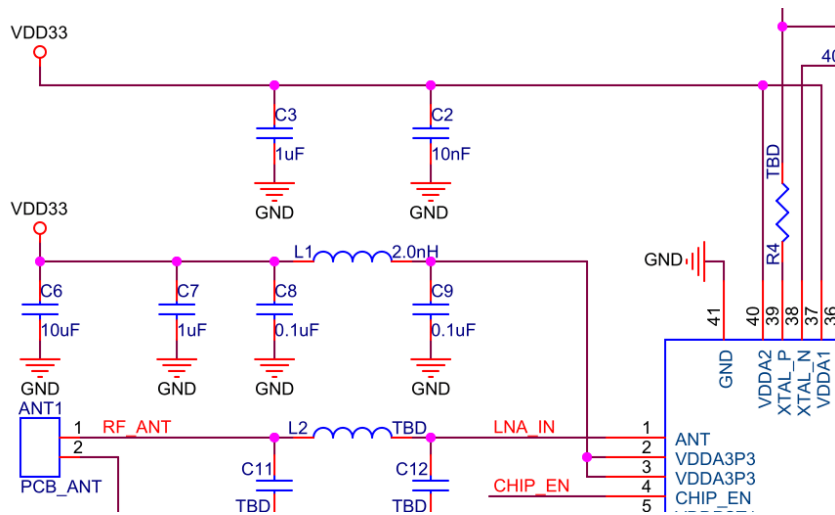 VDD33
40
C3
C2
1uF
10nF
TBD
GND
GND
VDD33
L1
2.0nH
R4
GND
C6
C7
C8
C9
10uF
1uF
0.1uF
0.1uF
41
40
39
38
37
36
GND
GND
GND
GND
GND
VDDA2
XTAL_P
XTAL_N
VDDA1
ANT1
1
RF_ANT
L2
TBD
LNA_IN
1
ANT
2
2
VDDA3P3
C11
C12
3
VDDA3P3
PCB_ANT
CHIP_EN
4
CHIP_EN
TBD
TBD
5